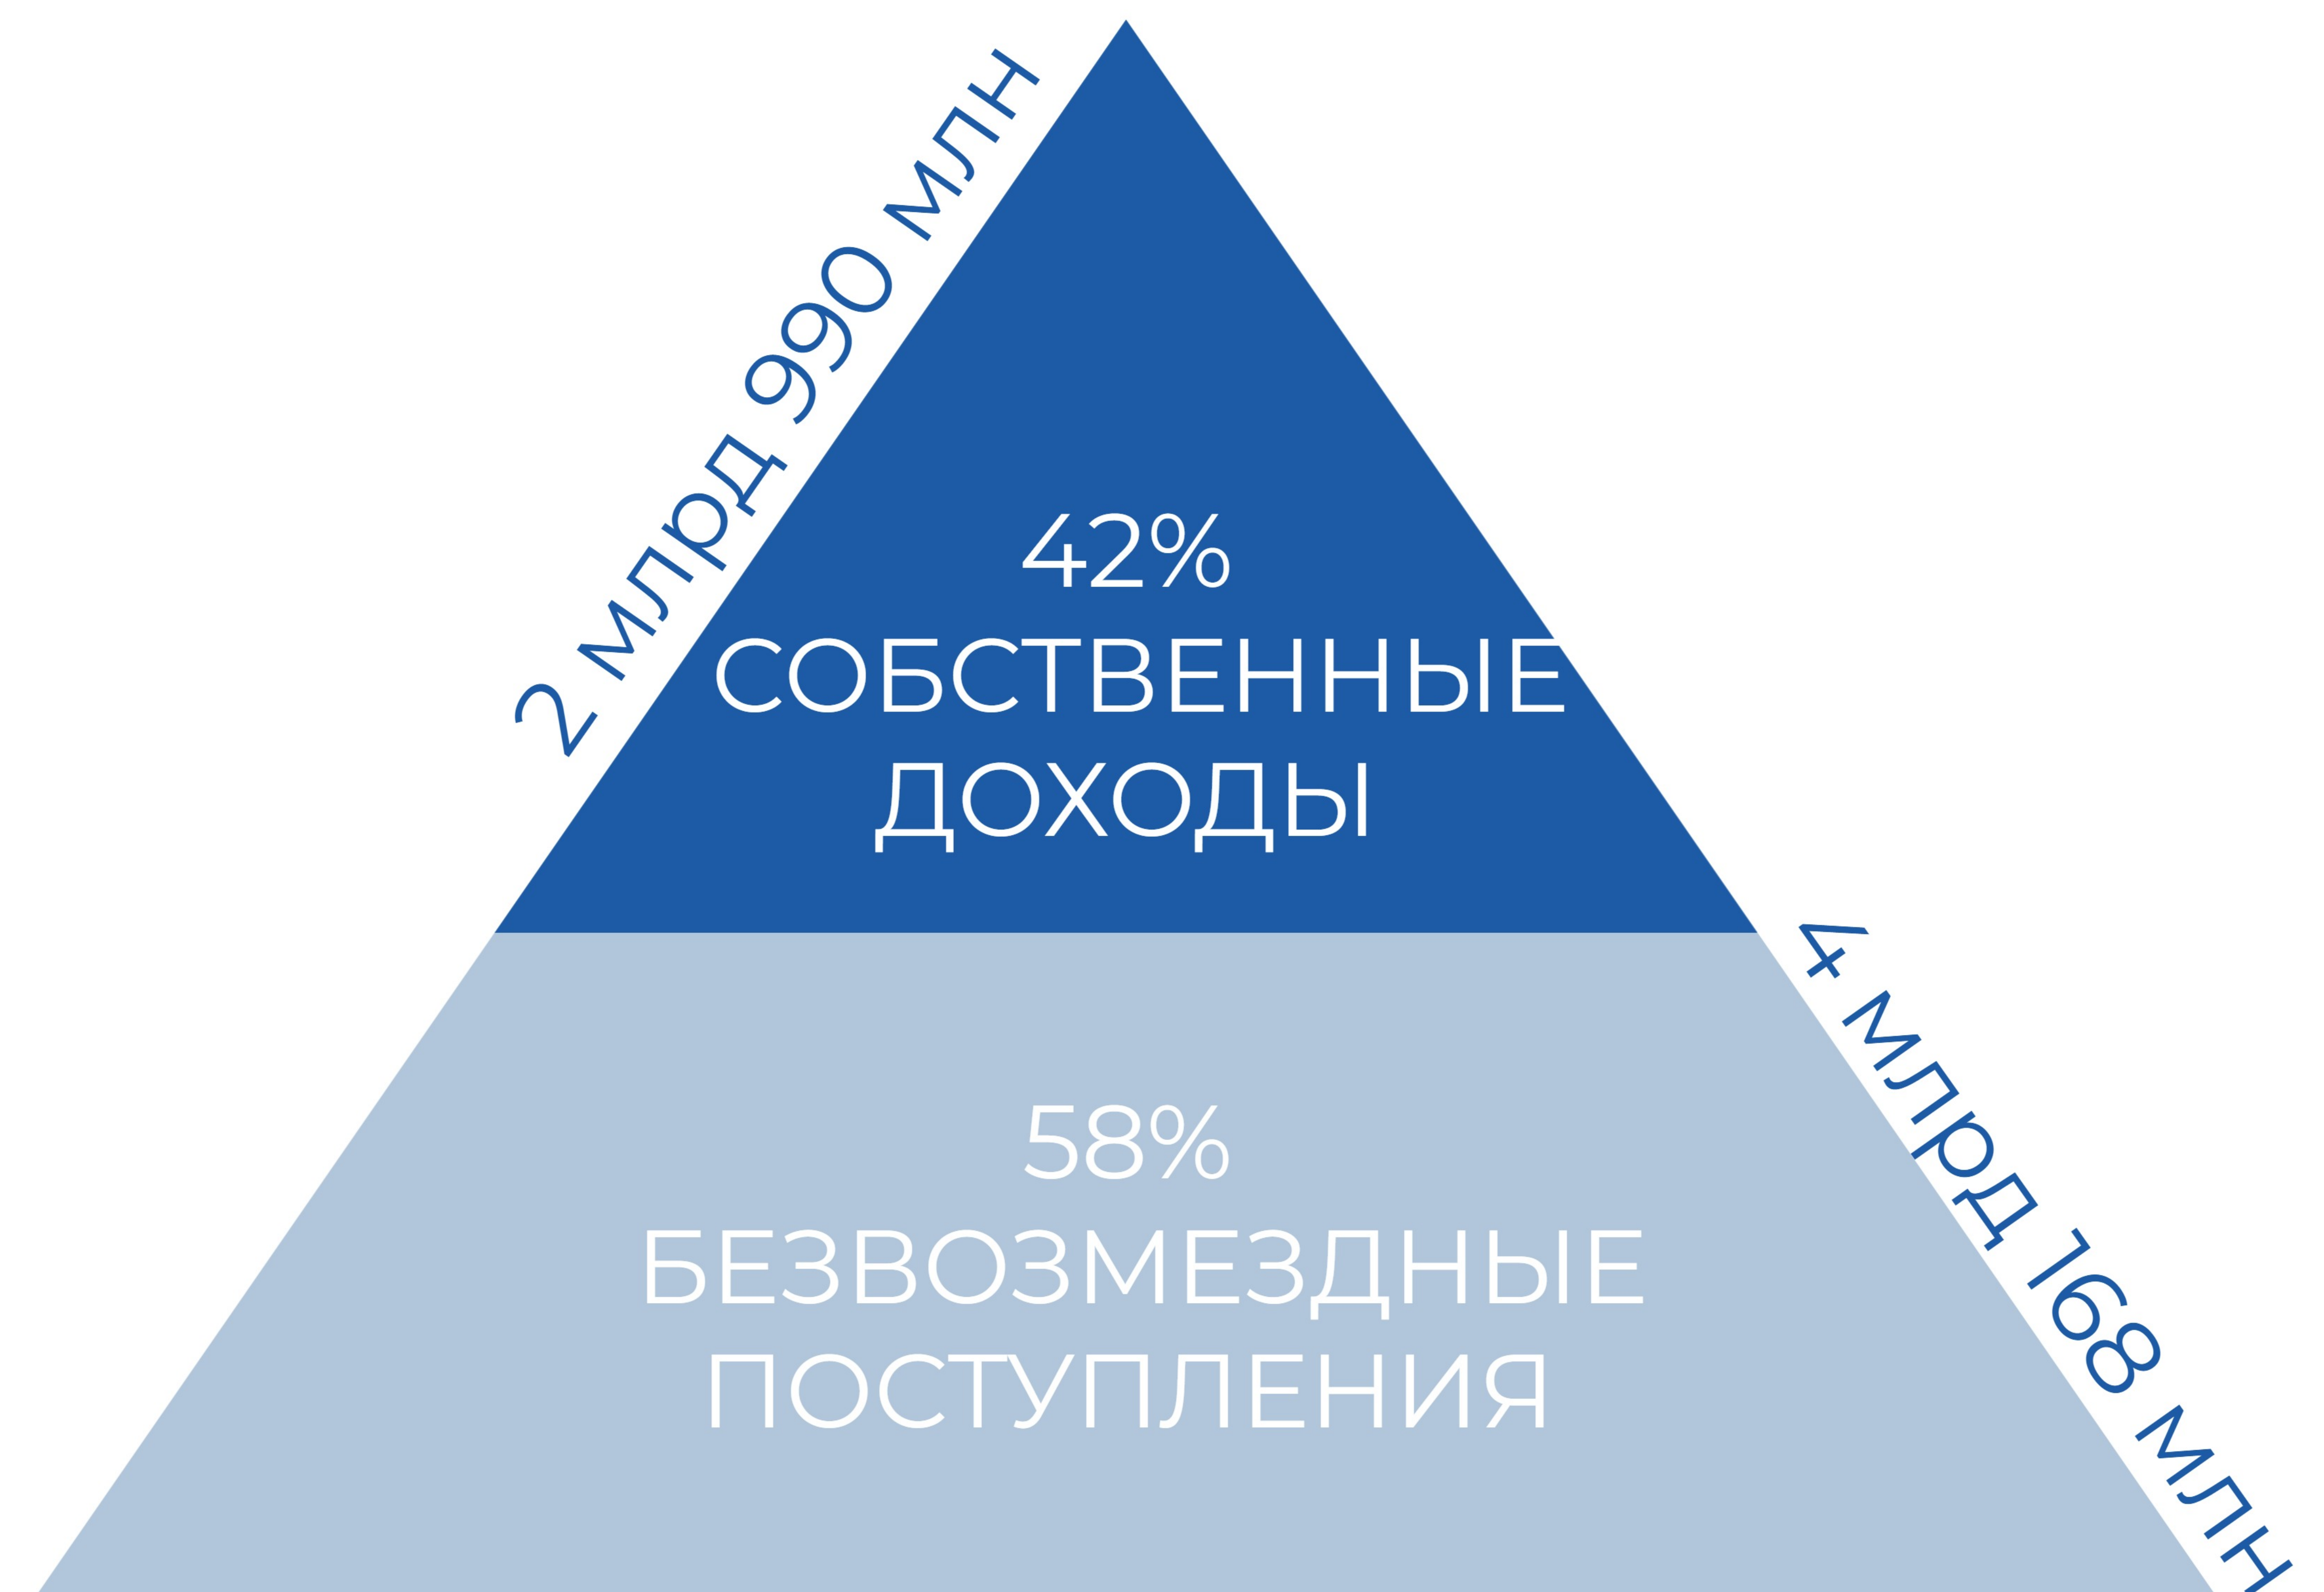 2 млрд 990 млн
42%
СОБСТВЕННЫЕ
ДОХОДЫ
4 млрд 168 млн
58%
БЕЗВОЗМЕЗДНЫЕ
ПОСТУПЛЕНИЯ